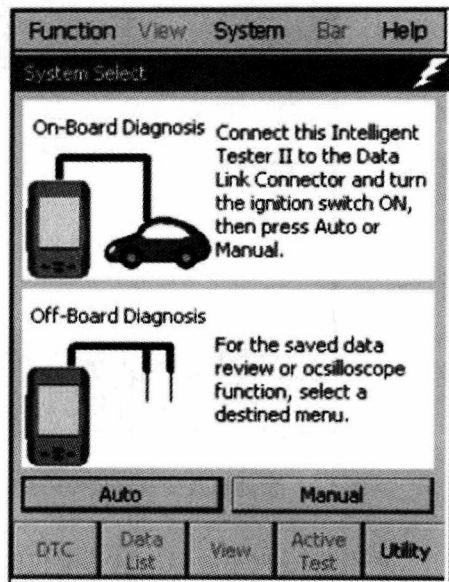 Function View System Bar Help
System Select
On-Board Diagnosis
Connect this Intelligent
Tester II to the Data
Link Connector and turn
the ignition switch ON,
then press Auto or
Manual.
Off-Board Diagnosis
For the saved data
review or ocsilloscope
function, select a
destined menu.
Auto Manual
DTC Data List View Active Test Utility